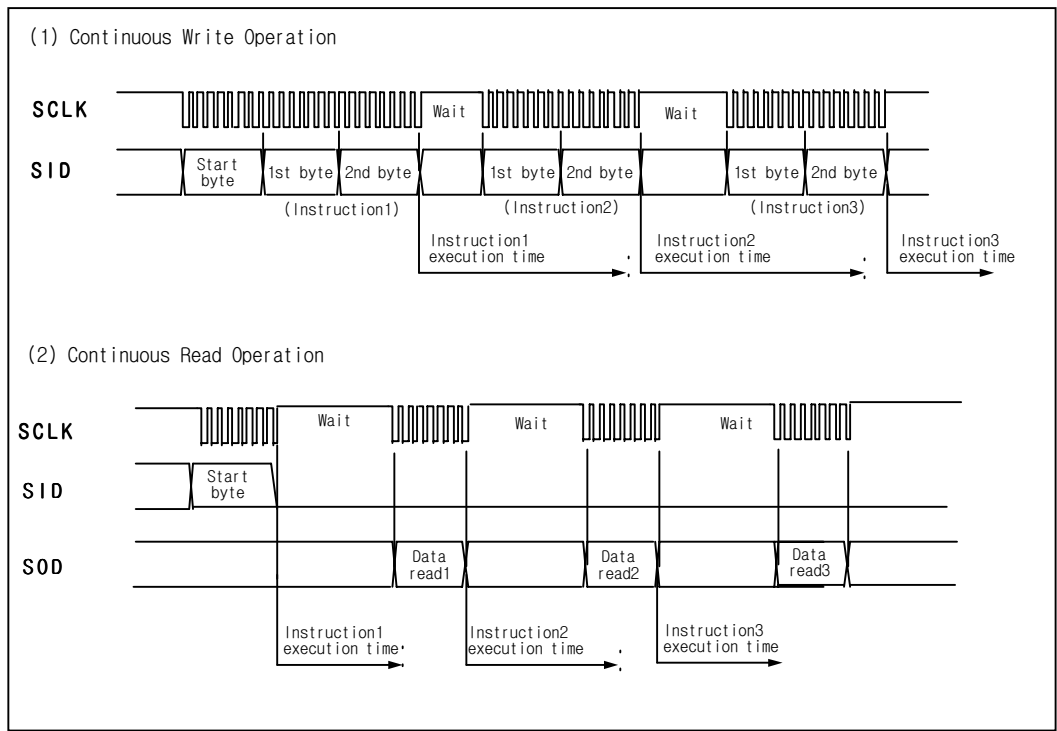 (1) Continuous Write Operation
SCLK
Wait
Wait
SID
Start
byte
1st byte
2nd byte
1st byte
2nd byte
1st byte
2nd byte
(Instruction1)
(Instruction2)
(Instruction3)
Instruction1
execution time
Instruction2
execution time
Instruction3
execution time
(2) Continuous Read Operation
SCLK
Wait
Wait
Wait
SID
Start
byte
SOD
Data
read1
Data
read2
Data
read3
Instruction1
execution time
Instruction2
execution time
Instruction3
execution time